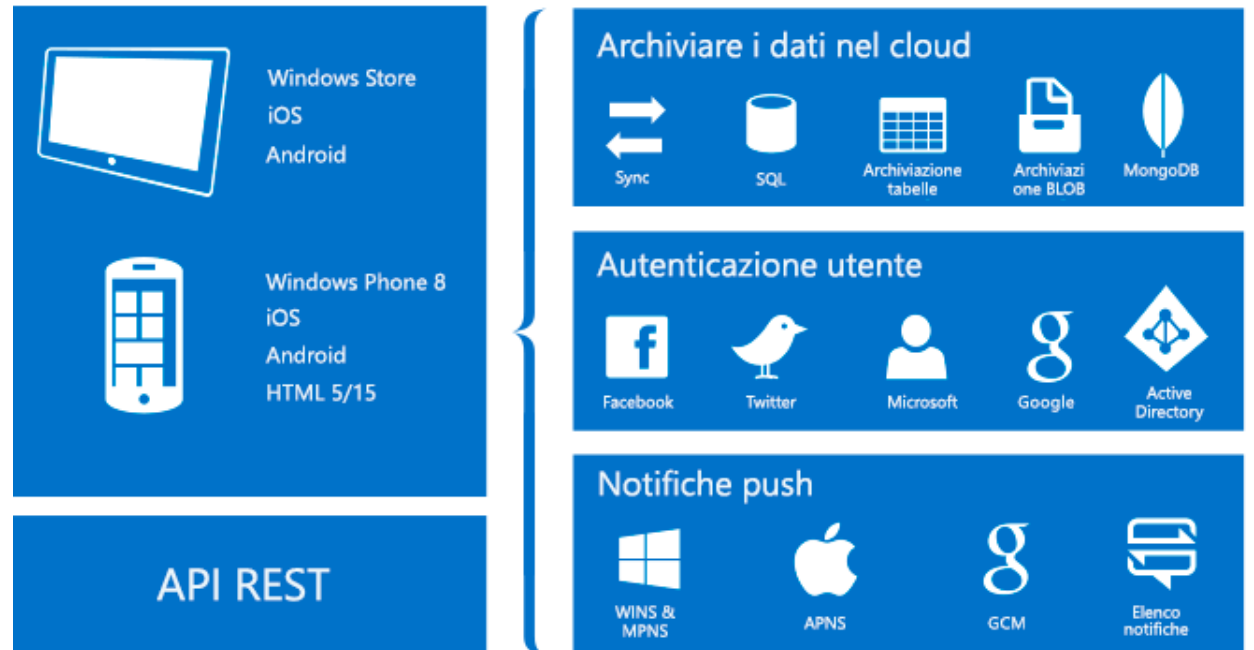 Windows Store
iOS
Android
Windows Phone 8
iOS
Android
HTML 5/15
API REST
Archiviare i dati nel cloud
Sync
SQL
Archiviazione
tabelle
Archiviazi
one BLOB
MongoDB
Autenticazione utente
Facebook
Twitter
Microsoft
Google
Active
Directory
Notifiche push
WINS &
MPNS
APNS
GCM
Elenco
notifiche